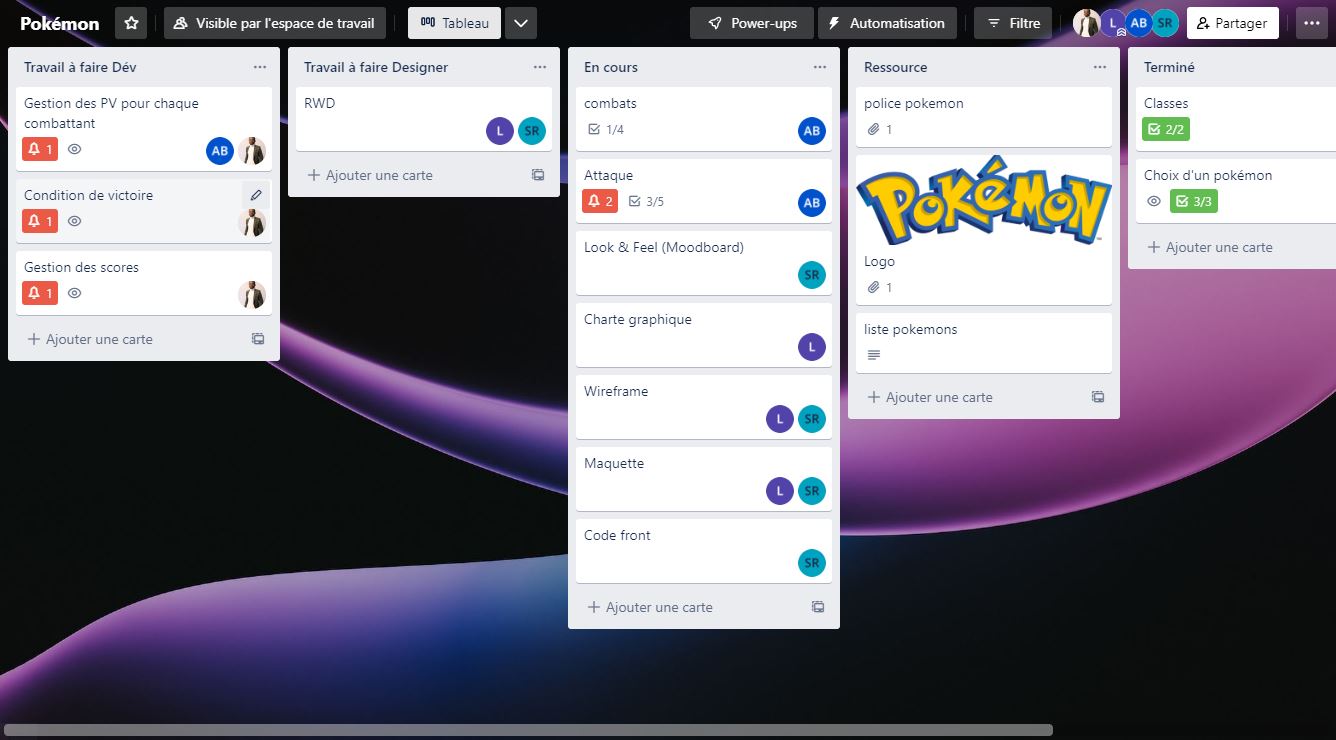 Pokémon
Visible par l'espace de travail
Tableau
Power-ups
Automatisation
Filtre
L
AB
SR
Partager
Travail à faire Dév
Gestion des PV pour chaque
combattant
1
AB
Condition de victoire
1
Gestion des scores
1
+ Ajouter une carte
Travail à faire Designer
RWD
L SR
+ Ajouter une carte
En cours
combats
1/4
AB
Attaque
2
3/5
AB
Look & Feel (Moodboard)
SR
Charte graphique
L
Wireframe
L SR
Maquette
L SR
Code front
SR
+ Ajouter une carte
Ressource
police pokemon
1
POKÉMON
Logo
1
liste pokemons
+ Ajouter une carte
Terminé
Classes
2/2
Choix d'un pokémon
3/3
+ Ajouter une carte